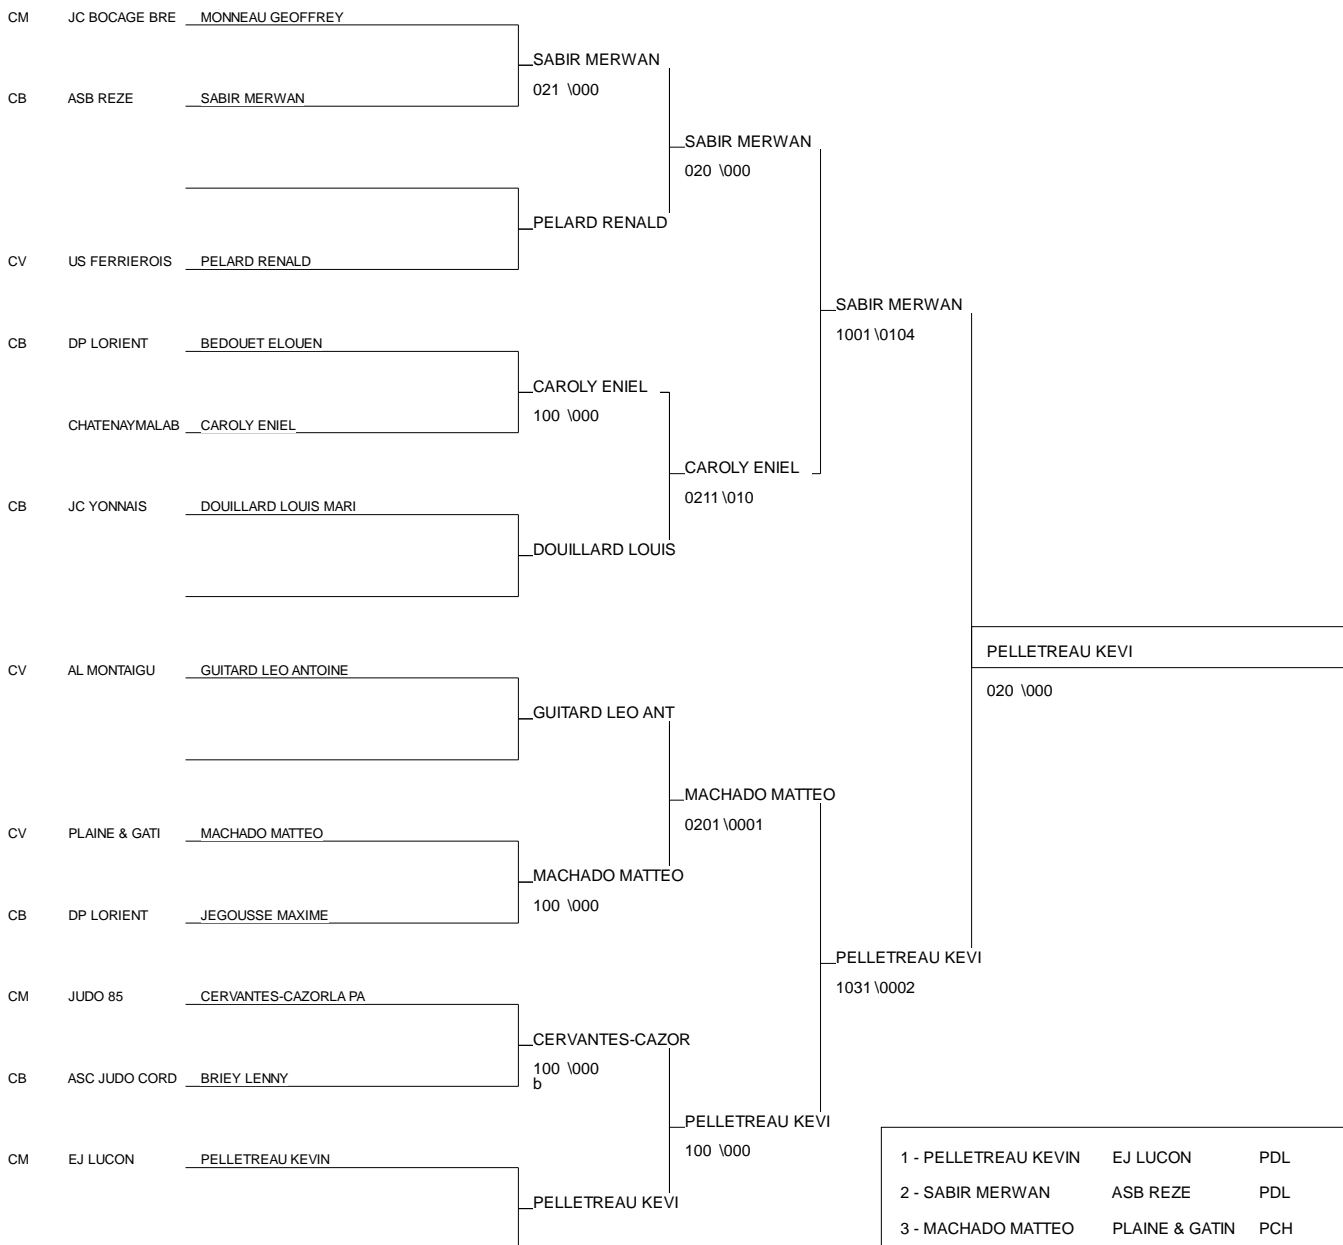 CM JC BOCAGE BRE MONNEAU GEOFFREY
SABIR MERWAN
021 \000
CB ASB REZE SABIR MERWAN
SABIR MERWAN
020 \000
PELARD RENALD
CV US FERRIEROIS PELARD RENALD
SABIR MERWAN
1001 \0104
CB DP LORIENT BEDOUET ELOUEN
CAROLY ENIEL
100 \000
CHATENAYMALAB CAROLY ENIEL
CAROLY ENIEL
0211 \010
CB JC YONNAIS DOUILLARD LOUIS MARI
DOUILLARD LOUIS
PELLETREAU KEVI
020 \000
CV AL MONTAIGU GUITARD LEO ANTOINE
GUITARD LEO ANT
MACHADO MATTEO
0201 \0001
CV PLAINE & GATI MACHADO MATTEO
MACHADO MATTEO
100 \000
CB DP LORIENT JEGOUSSE MAXIME
PELLETREAU KEVI
1031 \0002
CM JUDO 85 CERVANTES-CAZORLA PA
CERVANTES-CAZOR
100 \000
b
CB ASC JUDO CORD BRIEY LENNY
PELLETREAU KEVI
100 \000
CM EJ LUCON PELLETREAU KEVIN
PELLETREAU KEVI
1 - PELLETREAU KEVIN EJ LUCON PDL
2 - SABIR MERWAN ASB REZE PDL
3 - MACHADO MATTEO PLAINE & GATIN PCH